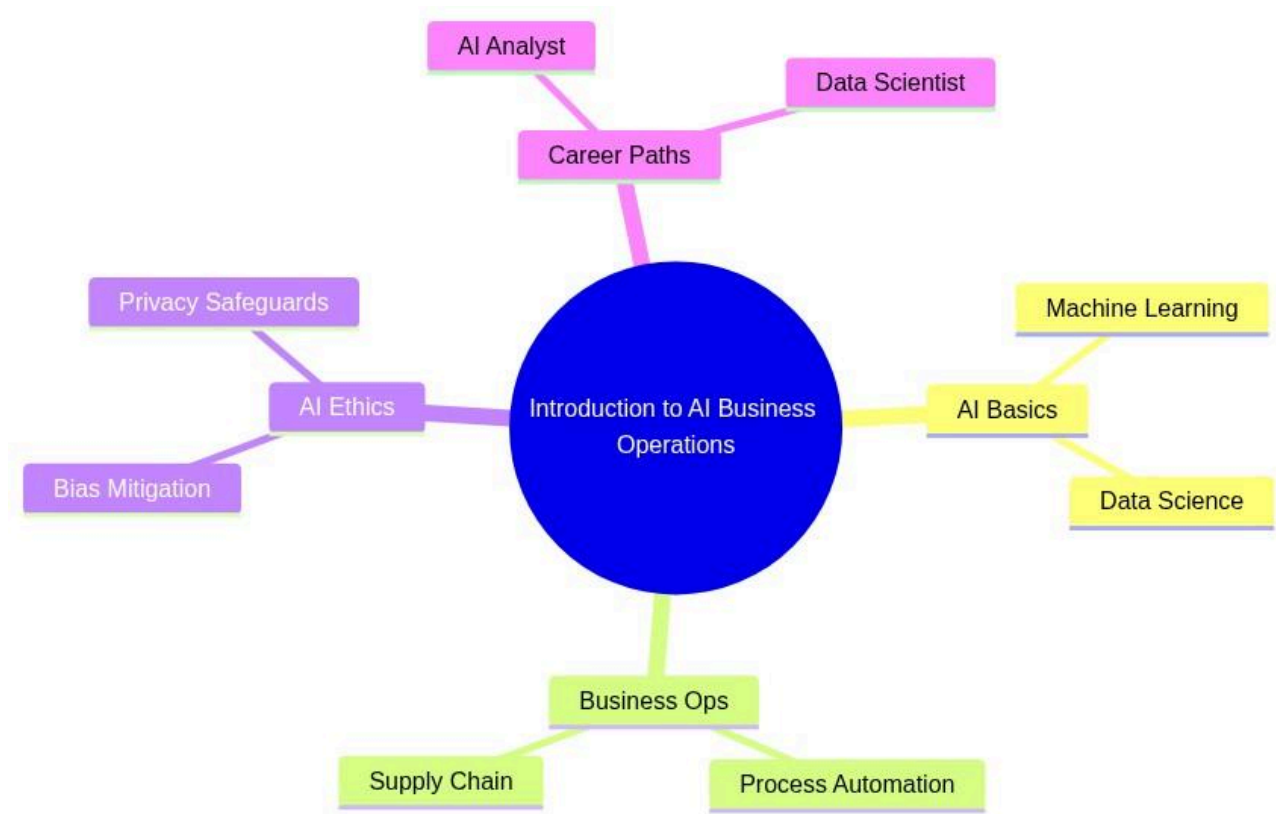 AI Analyst
Data Scientist
Career Paths
Privacy Safeguards
Machine Learning
AI Ethics
Introduction to AI Business
Operations
AI Basics
Bias Mitigation
Data Science
Business Ops
Supply Chain
Process Automation